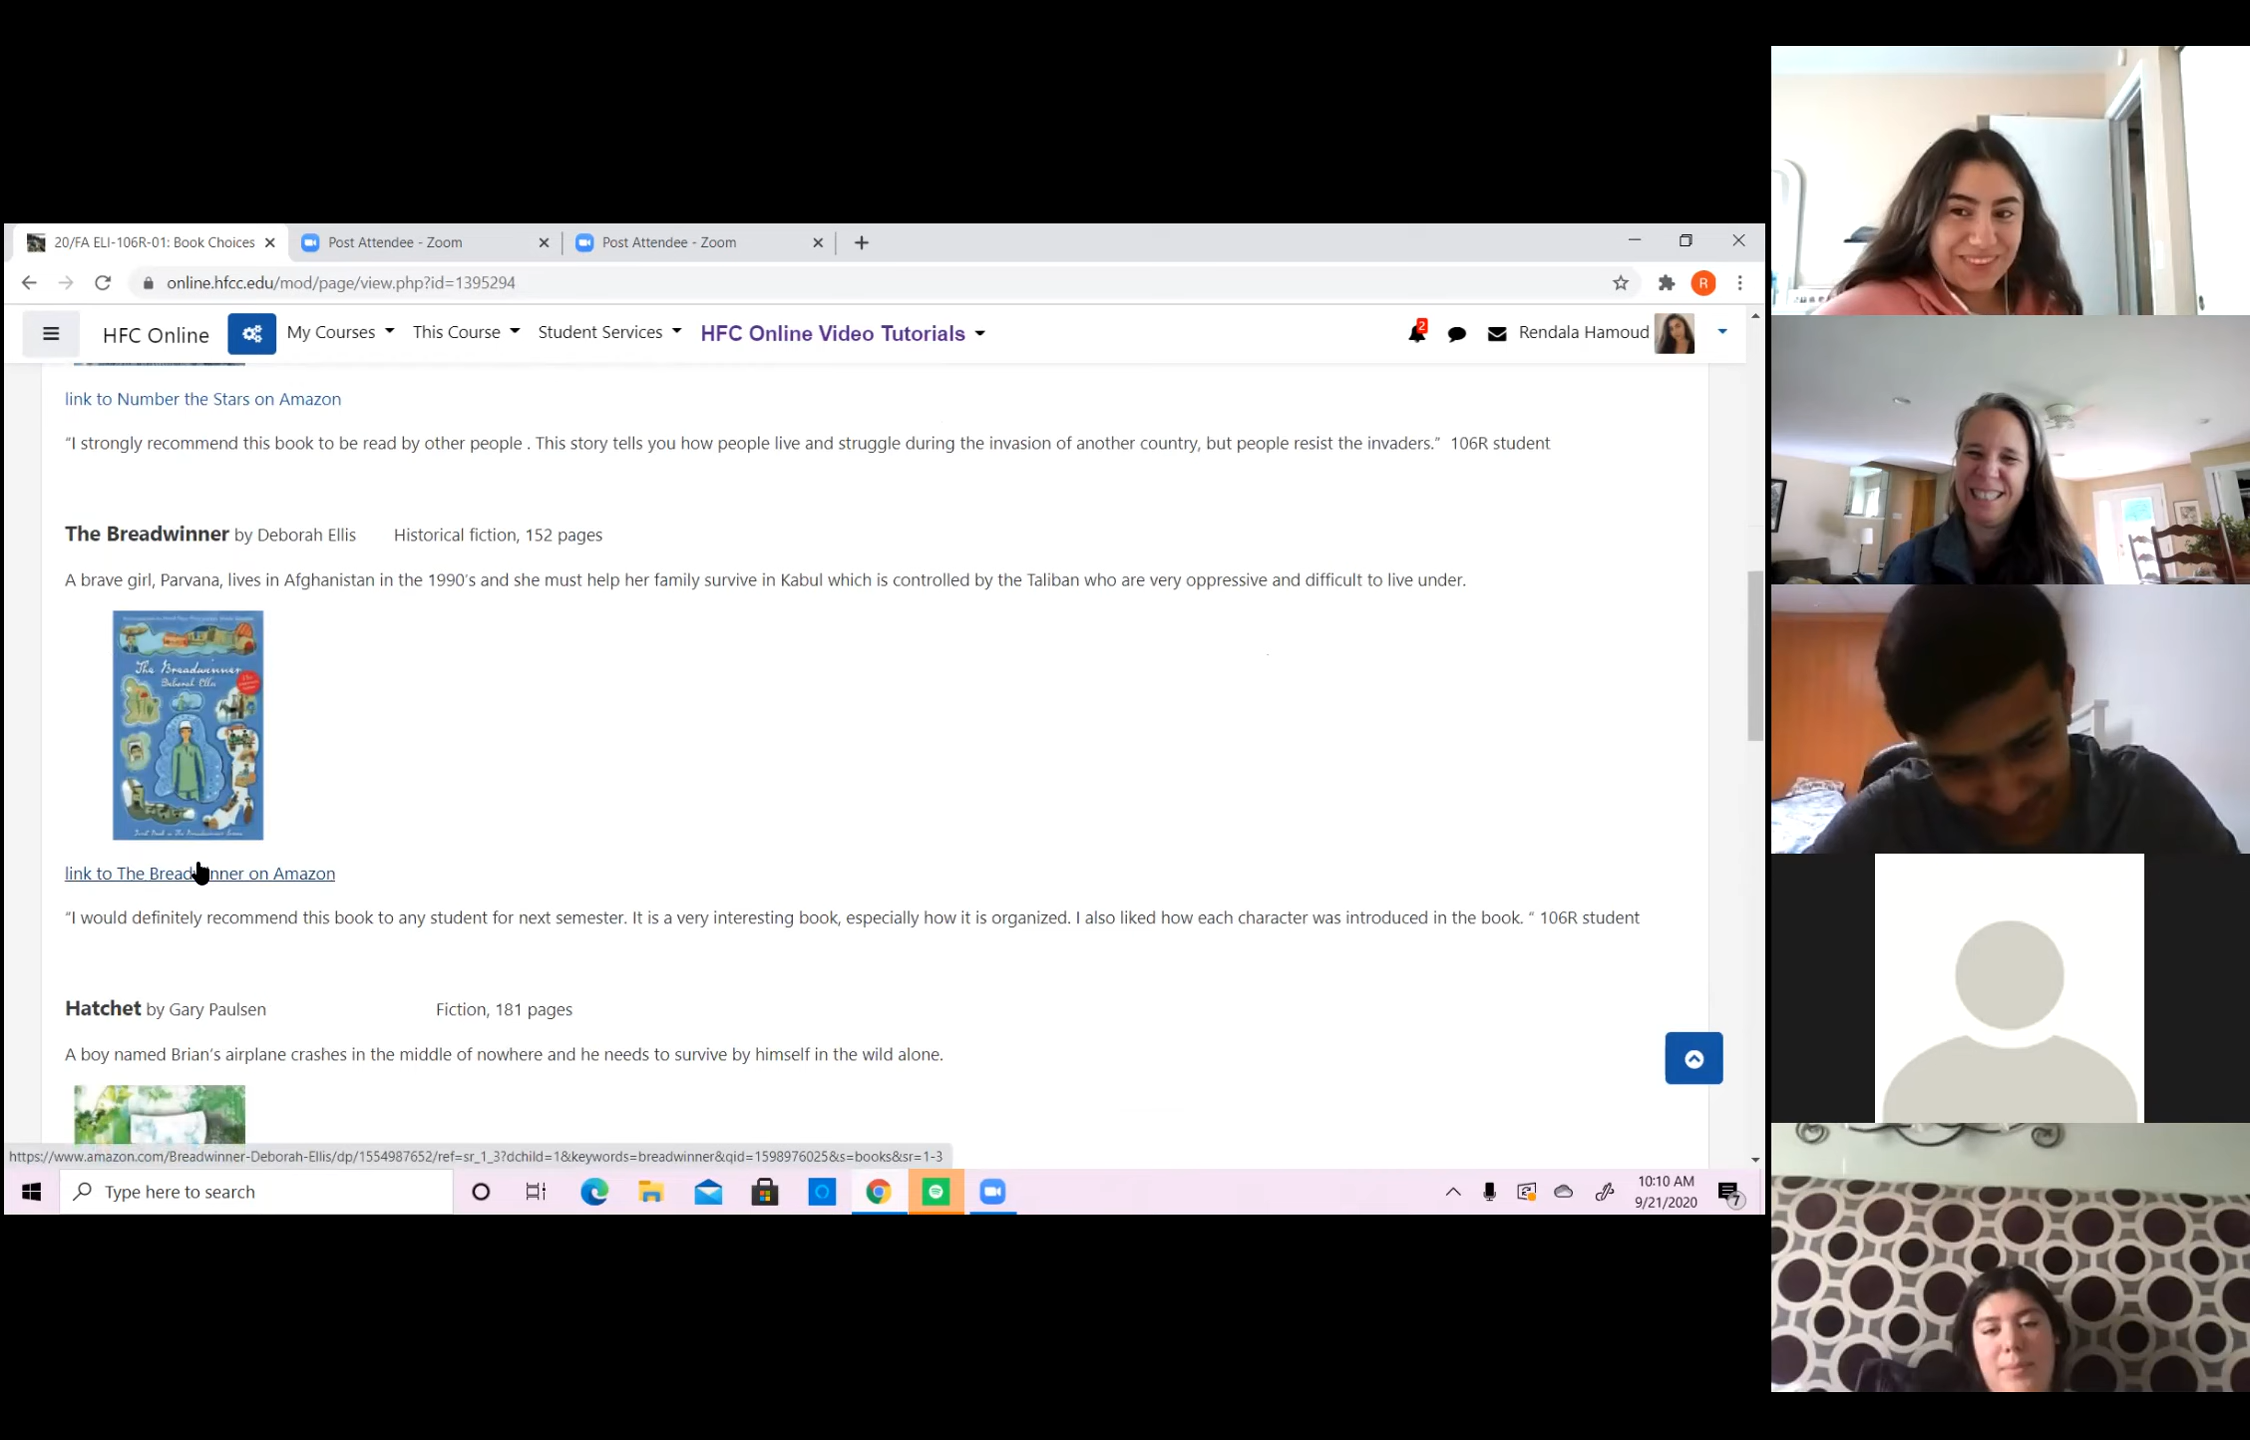 20/FA ELI-106R-01: Book Choices
Post Attendee - Zoom
Post Attendee - Zoom
online.hfcc.edu/mod/page/view.php?id=1395294
R
HFC Online
My Courses
This Course
Student Services
HFC Online Video Tutorials
2
Rendala Hamoud
link to Number the Stars on Amazon
“I strongly recommend this book to be read by other people . This story tells you how people live and struggle during the invasion of another country, but people resist the invaders.” 106R student
The Breadwinner by Deborah Ellis Historical fiction, 152 pages
A brave girl, Parvana, lives in Afghanistan in the 1990’s and she must help her family survive in Kabul which is controlled by the Taliban who are very oppressive and difficult to live under.
The Breadwinner
Deborah Ellis
link to The Breadwinner on Amazon
“I would definitely recommend this book to any student for next semester. It is a very interesting book, especially how it is organized. I also liked how each character was introduced in the book. “ 106R student
Hatchet by Gary Paulsen Fiction, 181 pages
A boy named Brian’s airplane crashes in the middle of nowhere and he needs to survive by himself in the wild alone.
https://www.amazon.com/Breadwinner-Deborah-Ellis/dp/1554987652/ref=sr_1_3?dchild=1&keywords=breadwinner&qid=1598976025&s=books&sr=1-3
Type here to search
10:10 AM
9/21/2020
7